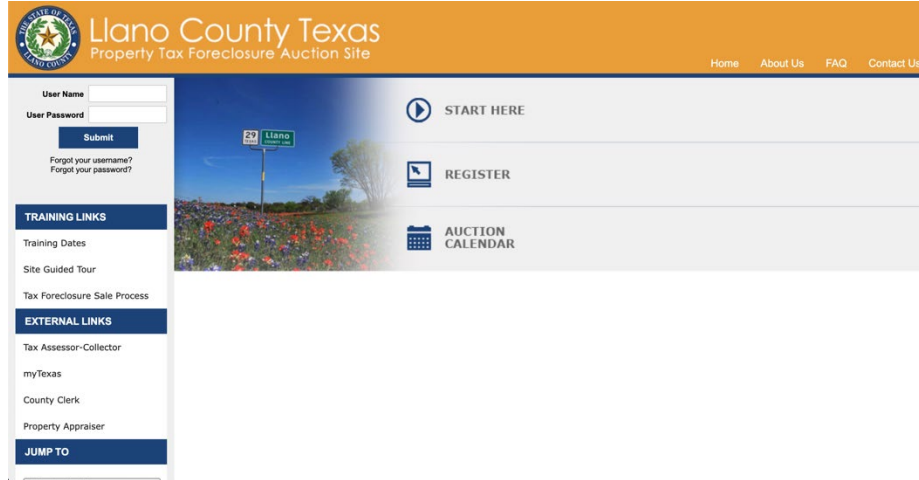 THE STATE OF TEXAS
LLANO COUNTY
Llano County Texas
Property Tax Foreclosure Auction Site
Home
About Us
FAQ
Contact Us
User Name
User Password
Submit
Forgot your username?
Forgot your password?
TRAINING LINKS
Training Dates
Site Guided Tour
Tax Foreclosure Sale Process
EXTERNAL LINKS
Tax Assessor-Collector
myTexas
County Clerk
Property Appraiser
JUMP TO
29
TEXAS
Llano
COUNTY LINE
START HERE
REGISTER
AUCTION
CALENDAR